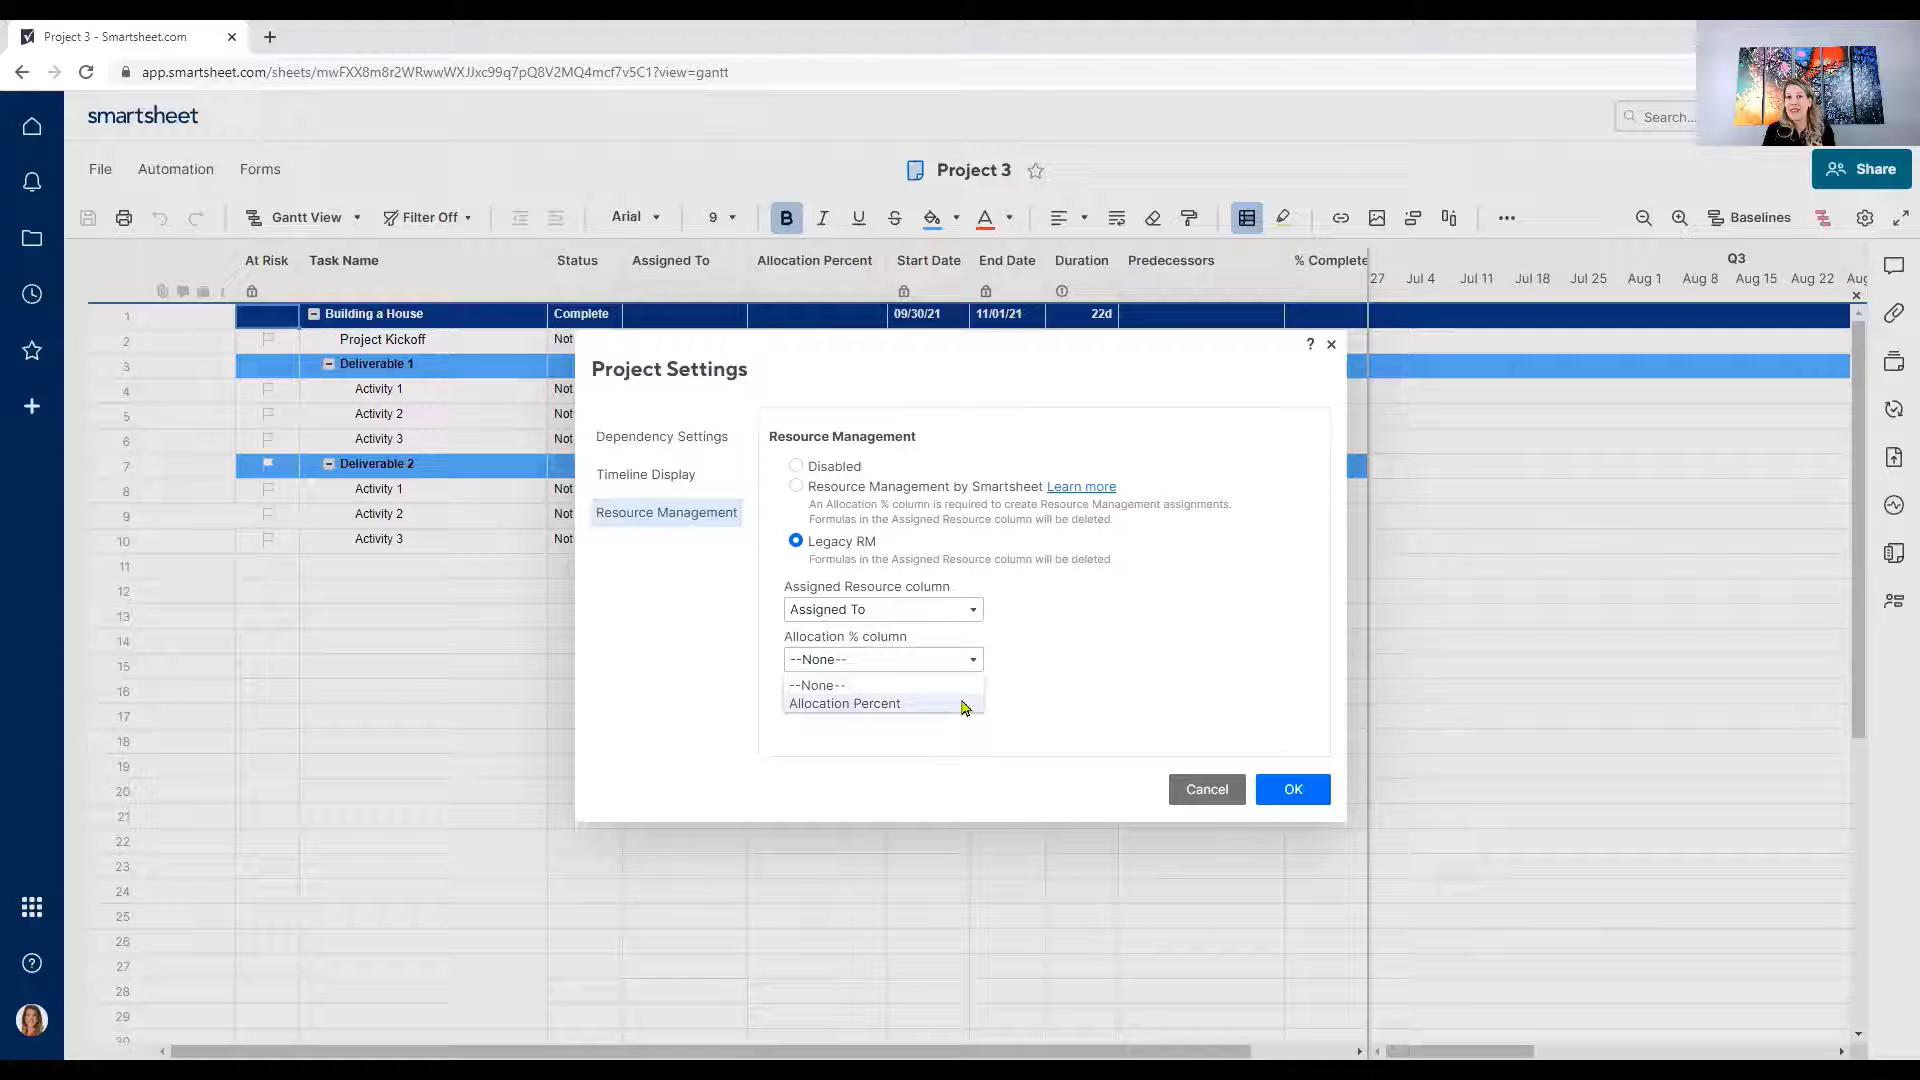 Project 3 - Smartsheet.com
app.smartsheet.com/sheets/mwFXX8m8r2WRwwWXJJxc99q7pQ8V2MQ4mcf7v5C1?view=gantt
smartsheet
Search...
File Automation Forms
Project 3
Share
Gantt View Filter Off Arial 9 B I U S A Baselines
At Risk Task Name Status Assigned To Allocation Percent Start Date End Date Duration Predecessors % Complete
Q3
27 Jul 4 Jul 11 Jul 18 Jul 25 Aug 1 Aug 8 Aug 15 Aug 22 Aug
1 Building a House Complete 09/30/21 11/01/21 22d
2 Project Kickoff Not
3 Deliverable 1
4 Activity 1 Not
5 Activity 2 Not
6 Activity 3 Not
7 Deliverable 2
8 Activity 1 Not
9 Activity 2 Not
10 Activity 3 Not
11
12
13
14
15
16
17
18
19
20
21
22
23
24
25
26
27
28
29
30
Project Settings
Dependency Settings
Timeline Display
Resource Management
Resource Management
Disabled
Resource Management by Smartsheet Learn more
An Allocation % column is required to create Resource Management assignments.
Formulas in the Assigned Resource column will be deleted.
Legacy RM
Formulas in the Assigned Resource column will be deleted.
Assigned Resource column
Assigned To
Allocation % column
--None--
--None--
Allocation Percent
Cancel OK